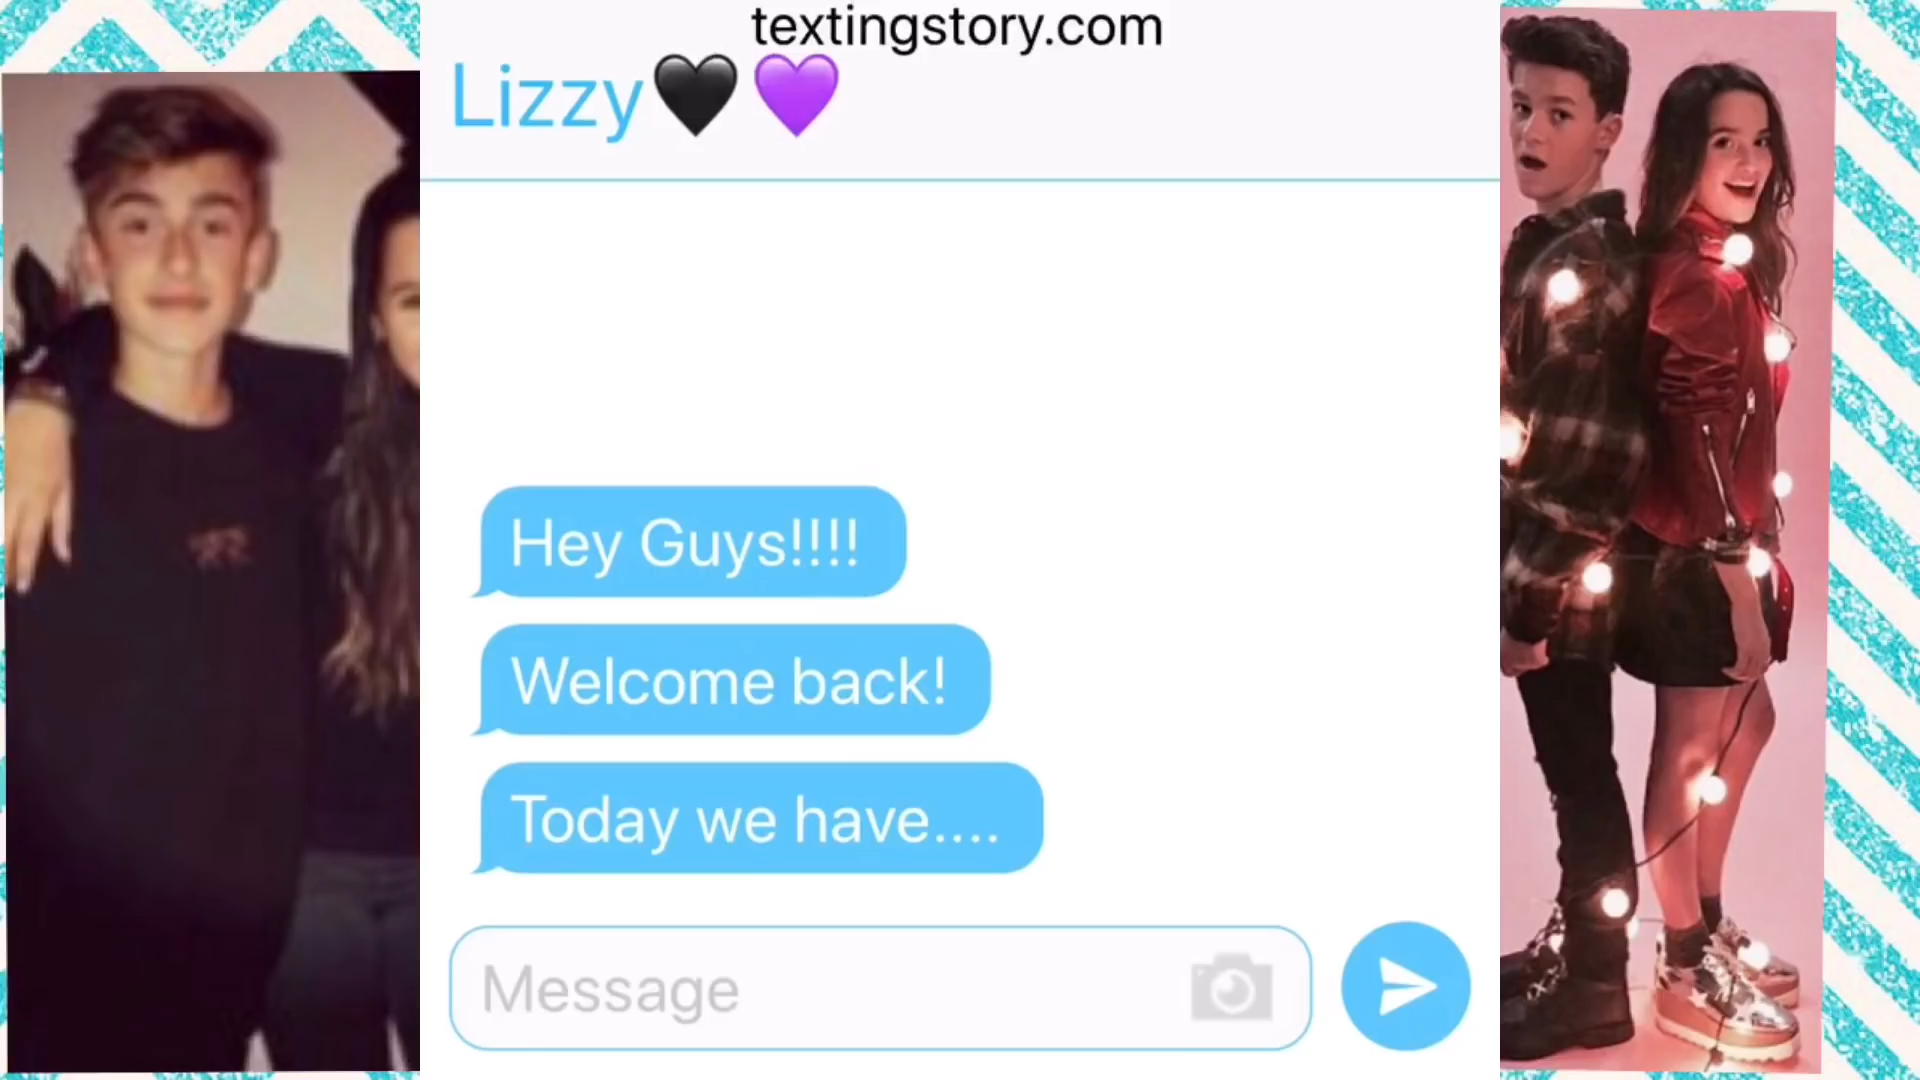 textingstory.com
Lizzy🖤💜
Hey Guys!!!!
Welcome back!
Today we have....
Message